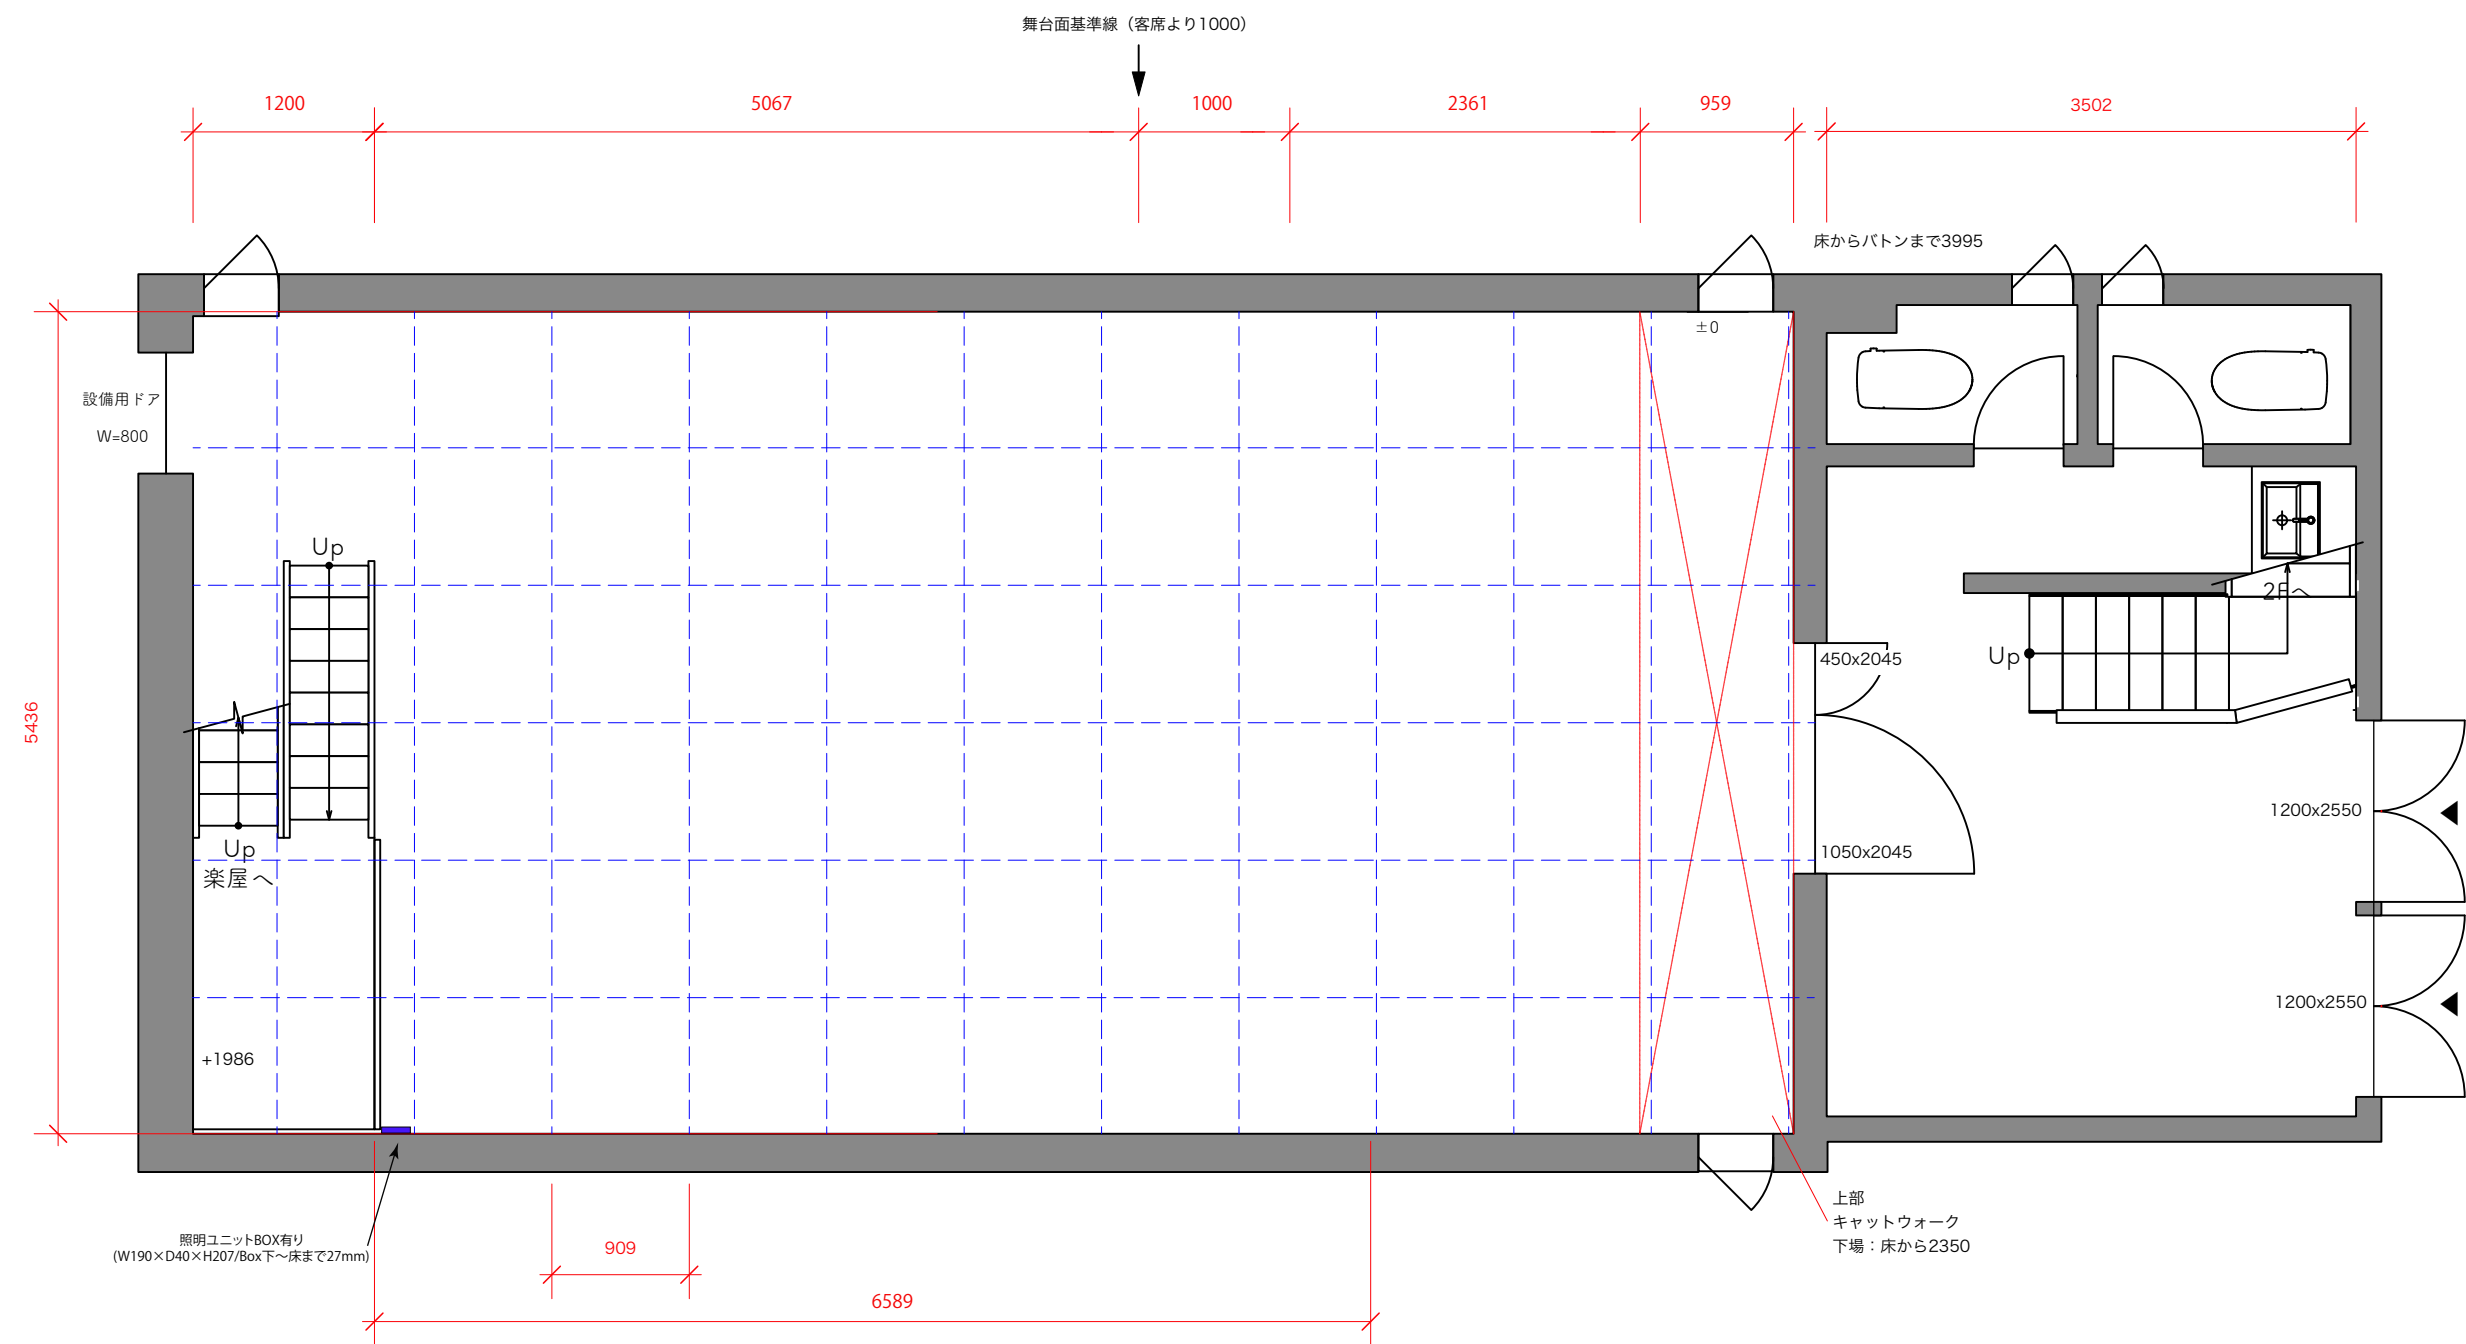 舞台面基準線（客席より1000）
1200
5067
1000
2361
959
3502
床からバトンまで3995
±0
設備用ドア
W=800
Up
2Fへ
Up
450x2045
5436
1200x2550
Up
楽屋へ
1050x2045
1200x2550
+1986
上部
キャットウォーク
下場：床から2350
照明ユニットBOX有り
(W190×D40×H207/Box下〜床まで27mm)
909
6589